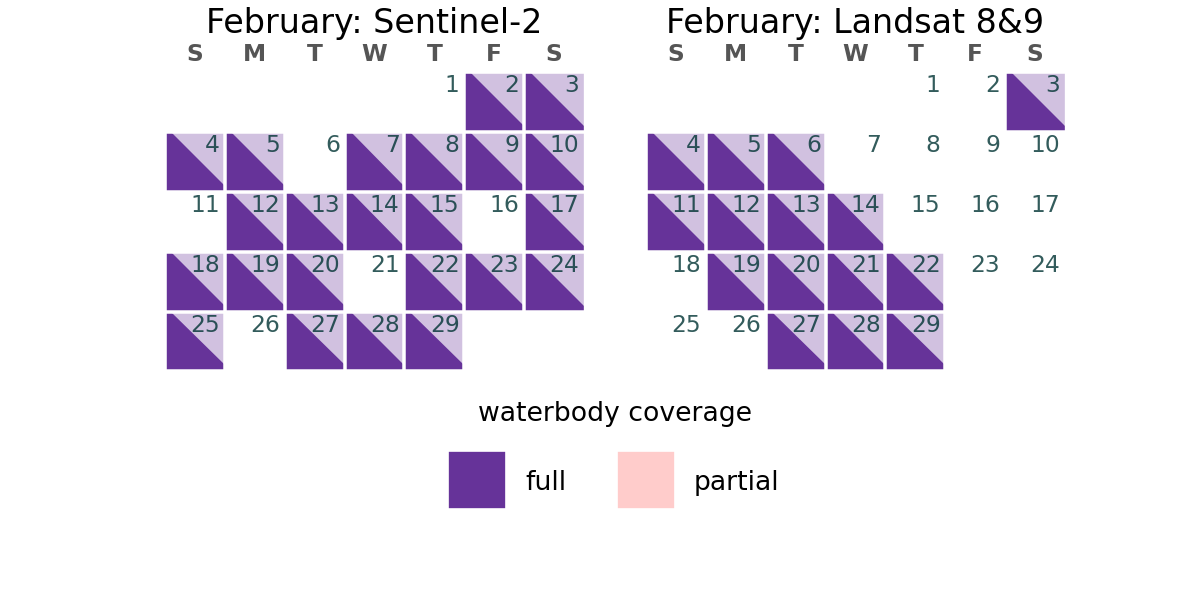 February: Sentinel-2
S M T W T F S
1 2 3
4 5 6 7 8 9 10
11 12 13 14 15 16 17
18 19 20 21 22 23 24
25 26 27 28 29
February: Landsat 8&9
S M T W T F S
1 2 3
4 5 6 7 8 9 10
11 12 13 14 15 16 17
18 19 20 21 22 23 24
25 26 27 28 29
waterbody coverage
full partial